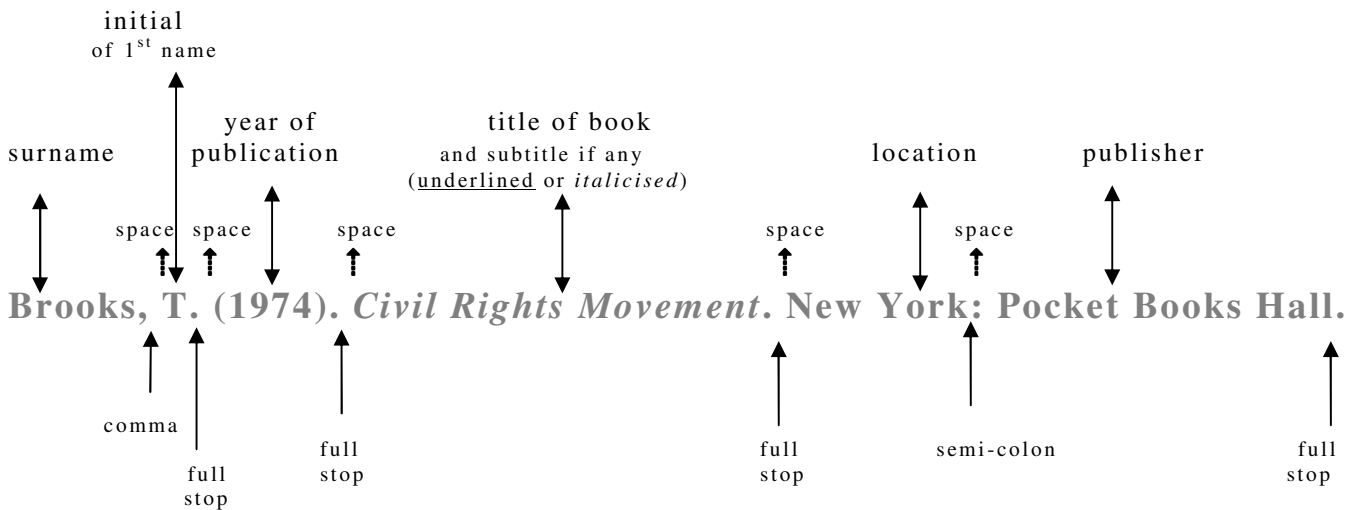 initial
of 1st name
year of
publication
title of book
and subtitle if any
(underlined or italicised)
surname
location
publisher
space
space
space
space
space
Brooks, T. (1974). Civil Rights Movement. New York: Pocket Books Hall.
comma
full
stop
full
stop
full
stop
semi-colon
full
stop